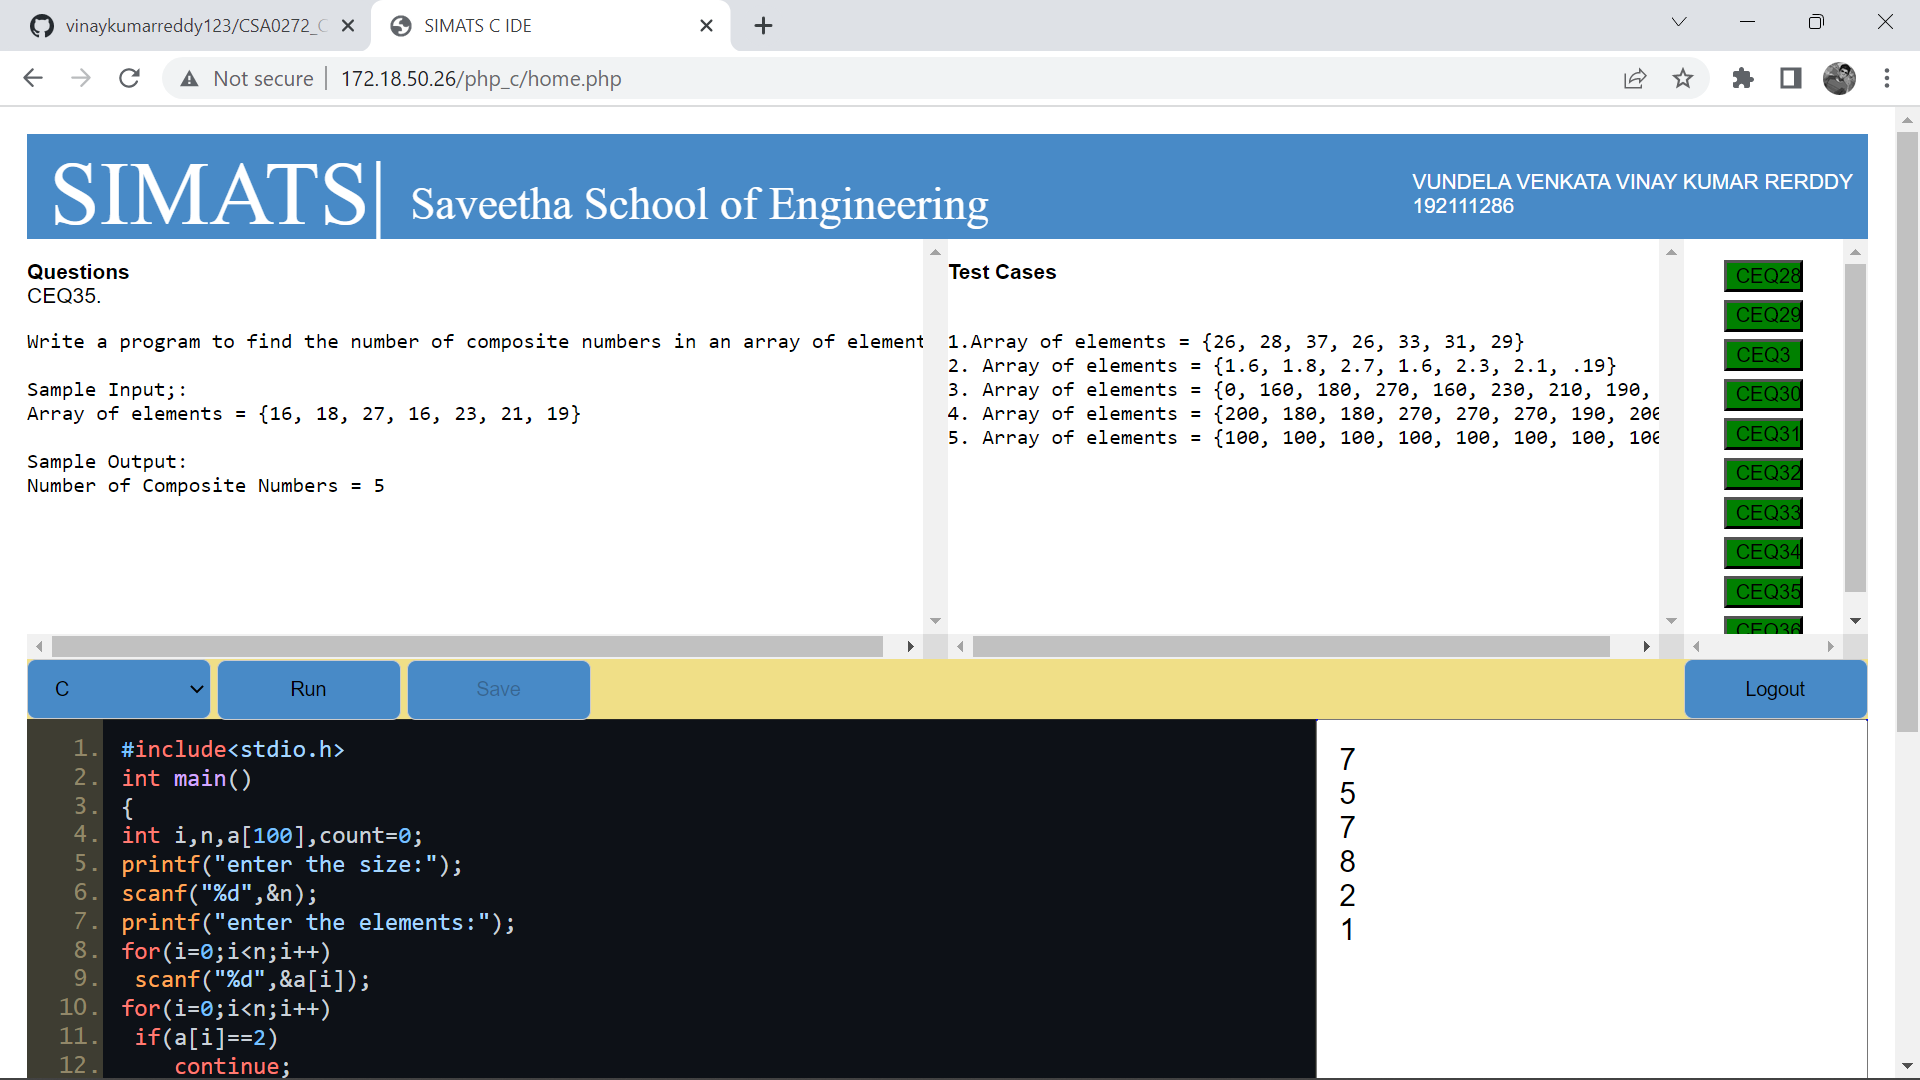 vinaykumarreddy123/CSA0272_C
SIMATS C IDE
Not secure
172.18.50.26/php_c/home.php
SIMATS|
Saveetha School of Engineering
VUNDELA VENKATA VINAY KUMAR RERDDY
192111286
Questions
CEQ35.
Write a program to find the number of composite numbers in an array of element
Sample Input;:
Array of elements = {16, 18, 27, 16, 23, 21, 19}
Sample Output:
Number of Composite Numbers = 5
Test Cases
1.Array of elements = {26, 28, 37, 26, 33, 31, 29}
2. Array of elements = {1.6, 1.8, 2.7, 1.6, 2.3, 2.1, .19}
3. Array of elements = {0, 160, 180, 270, 160, 230, 210, 190,
4. Array of elements = {200, 180, 180, 270, 270, 270, 190, 200
5. Array of elements = {100, 100, 100, 100, 100, 100, 100, 100
CEQ28
CEQ29
CEQ3
CEQ30
CEQ31
CEQ32
CEQ33
CEQ34
CEQ35
CEQ36
C
Run
Save
Logout
1. #include<stdio.h>
2. int main()
3. {
4. int i,n,a[100],count=0;
5. printf("enter the size:");
6. scanf("%d",&n);
7. printf("enter the elements:");
8. for(i=0;i<n;i++)
9.  scanf("%d",&a[i]);
10. for(i=0;i<n;i++)
11.  if(a[i]==2)
12.     continue;
7
5
7
8
2
1